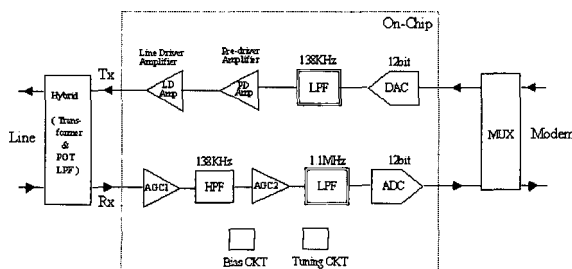 On-Chip
Line Driver
Amplifier
Pre-driver
Amplifier
138KHz
12bit
Tx
LD
Amp
PD
Amp
LPF
DAC
Hybrid
( Trans-
former
&
POT
LPF )
Line
MUX
Modem
138KHz
1.1MHz
12bit
Rx
AGC1
HPF
AGC2
LPF
ADC
Bias CKT
Tuning CKT